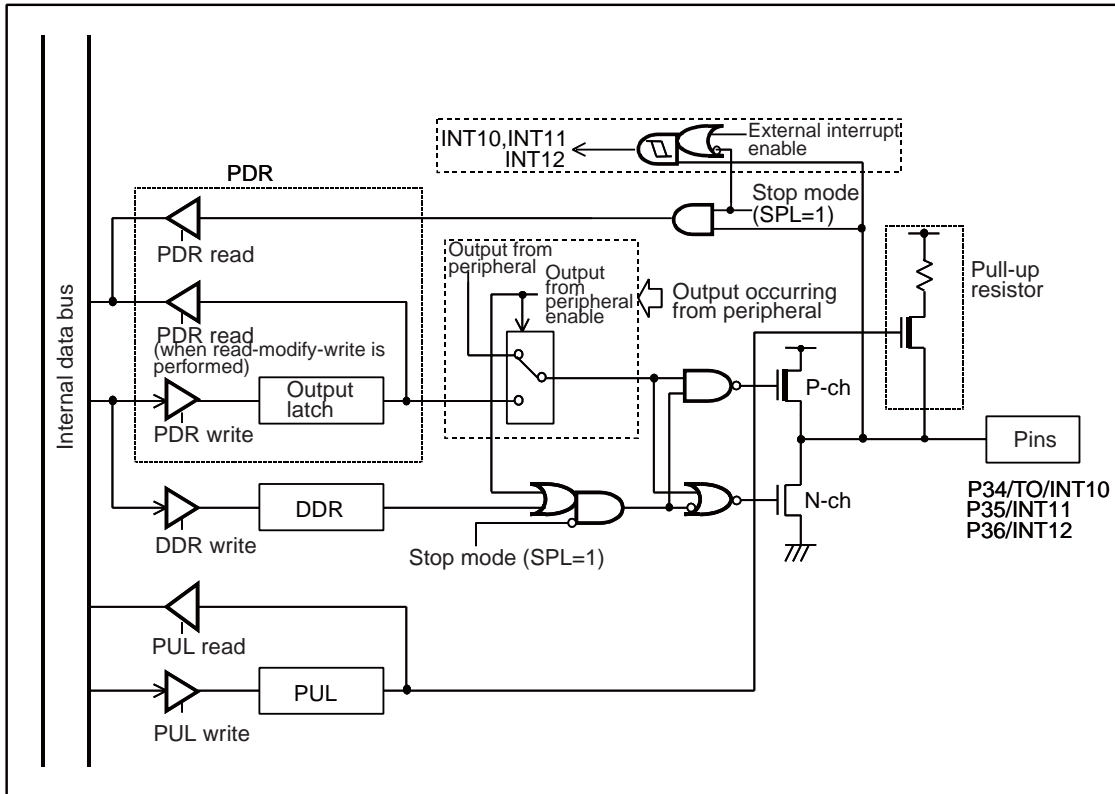 INT10,INT11
INT12
External interrupt
enable
PDR
Stop mode
(SPL=1)
PDR read
Output from
peripheral
Output
from
peripheral
enable
Output occurring
from peripheral
Pull-up
resistor
PDR read
(when read-modify-write is
performed)
Output
latch
PDR write
P-ch
Pins
Internal data bus
DDR
DDR write
Stop mode (SPL=1)
N-ch
P34/TO/INT10
P35/INT11
P36/INT12
PUL read
PUL
PUL write